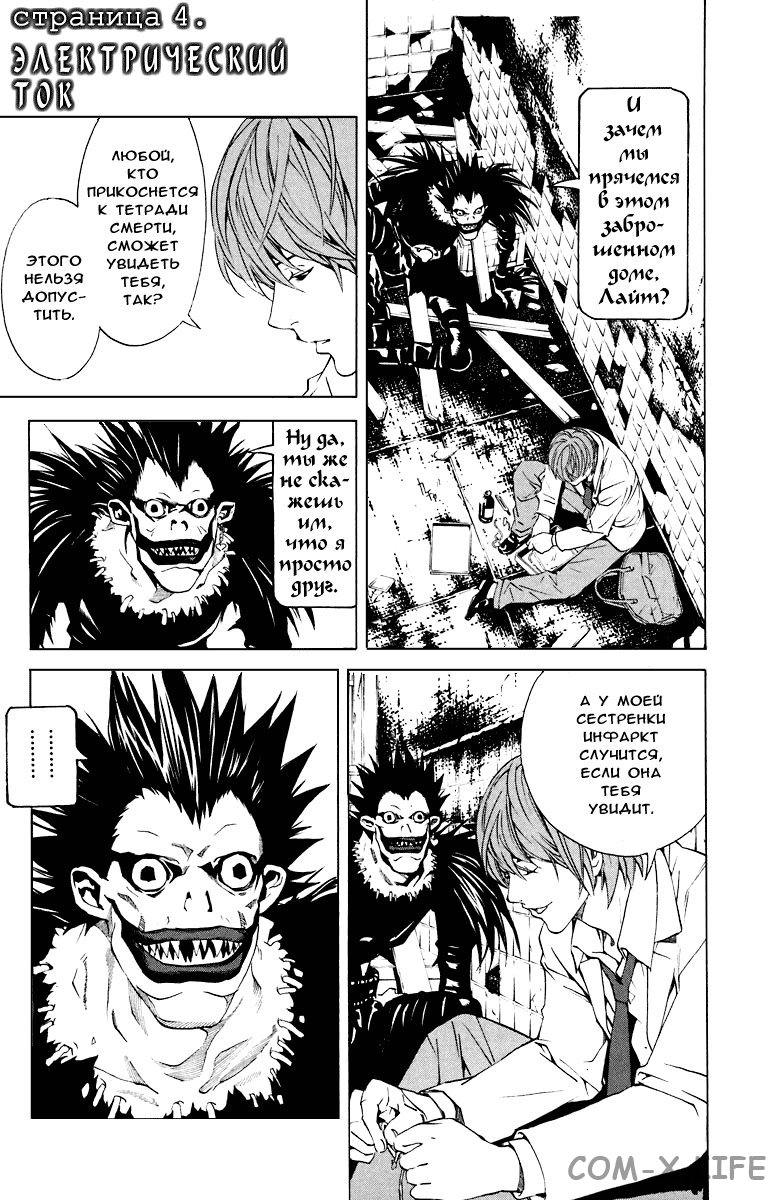 страница 4.
ЭЛЕКТРИЧЕСКИЙ
ТОК
И
зачем
мы
прячемся
в этом
забро-
шенном
доме,
Лайт?
ЛЮБОЙ,
КТО
ПРИКОСНЕТСЯ
К ТЕТРАДИ
СМЕРТИ,
СМОЖЕТ
УВИДЕТЬ
ТЕБЯ,
ТАК?
ЭТОГО
НЕЛЬЗЯ
ДОПУС-
ТИТЬ.
Ну да,
ты же
не ска-
жешь
им,
что я
просто
друг.
А У МОЕЙ
СЕСТРЕНКИ
ИНФАРКТ
СЛУЧИТСЯ,
ЕСЛИ ОНА
ТЕБЯ
УВИДИТ.
........
........
COM-X.LIFE